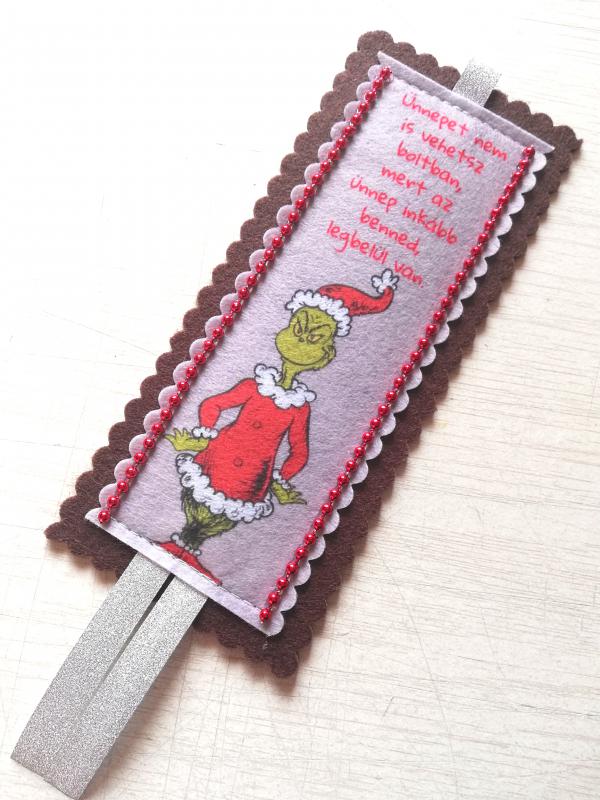 Ünnepet nem
is vehetsz
boltban,
mert az
ünnep inkább
benned,
legbelül van.